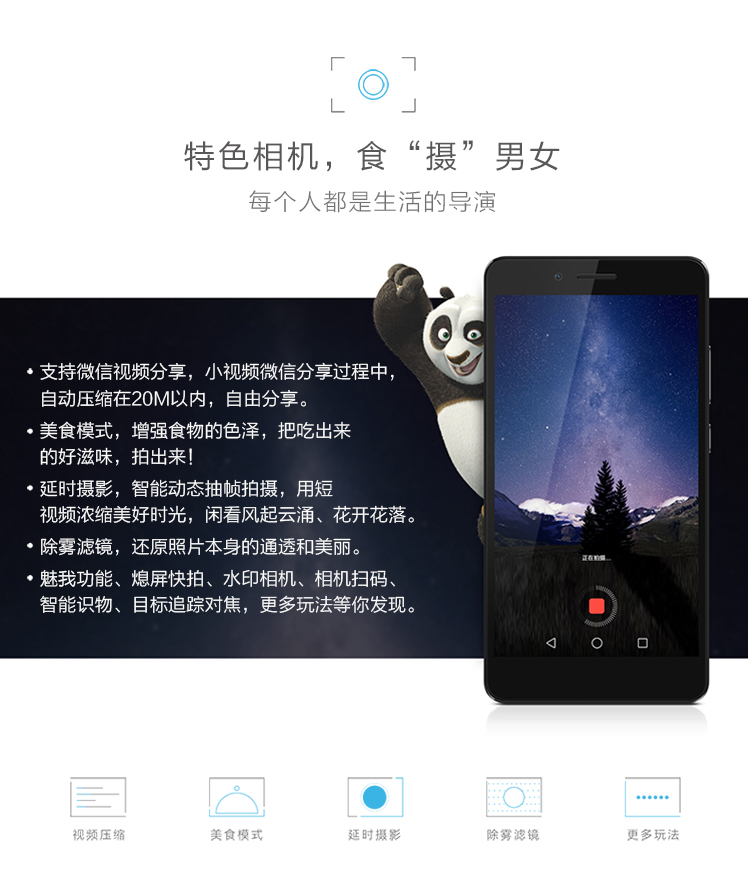 特色相机，食“摄”男女
每个人都是生活的导演
• 支持微信视频分享，小视频微信分享过程中，
自动压缩在20M以内，自由分享。
• 美食模式，增强食物的色泽，把吃出来
的好滋味，拍出来！
• 延时摄影，智能动态抽帧拍摄，用短
视频浓缩美好时光，闲看风起云涌、花开花落。
• 除雾滤镜，还原照片本身的通透和美丽。
• 魅我功能、熄屏快拍、水印相机、相机扫码、
智能识物、目标追踪对焦，更多玩法等你发现。
正在拍摄...
视频压缩
美食模式
延时摄影
除雾滤镜
更多玩法